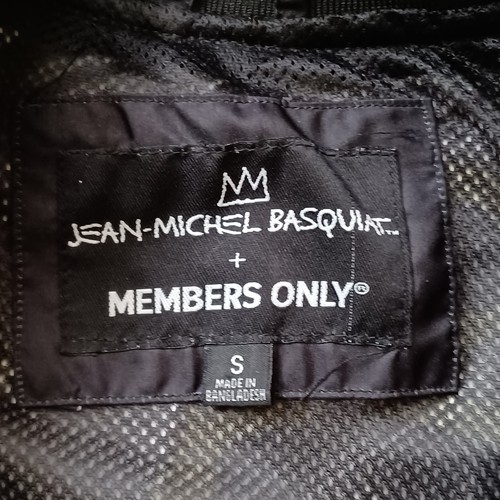 JEAN-MICHEL BASQUIAT™
+
MEMBERS ONLY®
S
MADE IN
BANGLADESH